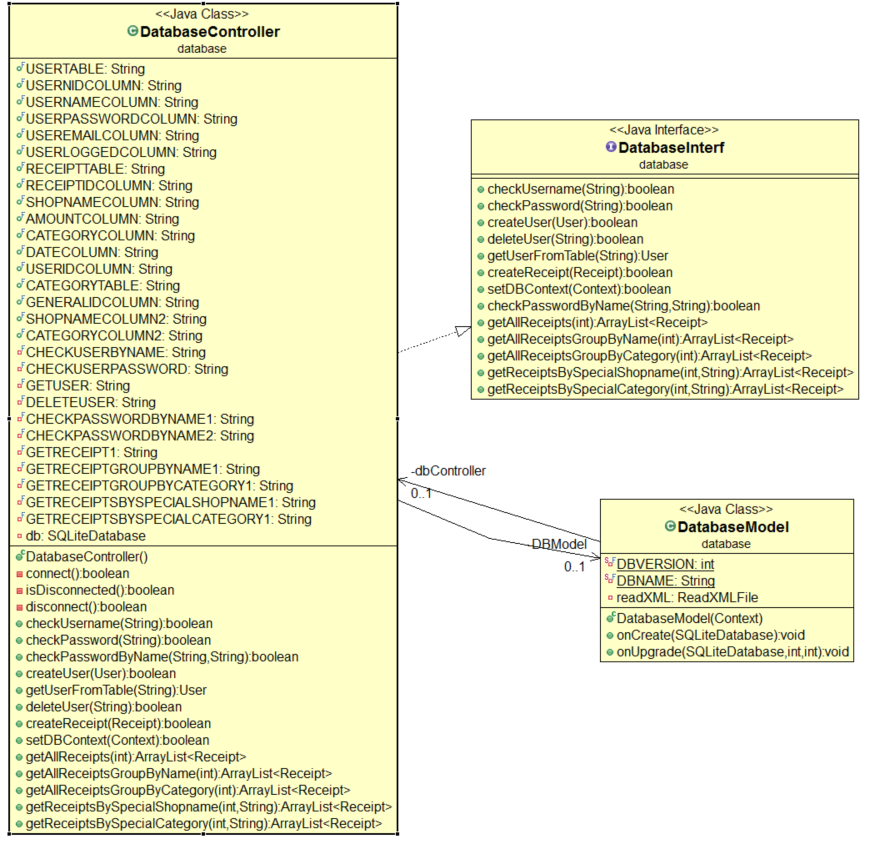 <<Java Class>>
DatabaseController
database
USERTABLE: String
USERNIDCOLUMN: String
USERNAMECOLUMN: String
USERPASSWORDCOLUMN: String
USEREMAILCOLUMN: String
USERLOGGEDCOLUMN: String
RECEIPTTABLE: String
RECEIPTIDCOLUMN: String
SHOPNAMECOLUMN: String
AMOUNTCOLUMN: String
CATEGORYCOLUMN: String
DATECOLUMN: String
USERIDCOLUMN: String
CATEGORYTABLE: String
GENERALIDCOLUMN: String
SHOPNAMECOLUMN2: String
CATEGORYCOLUMN2: String
CHECKUSERBYNAME: String
CHECKUSERPASSWORD: String
GETUSER: String
DELETEUSER: String
CHECKPASSWORDBYNAME1: String
CHECKPASSWORDBYNAME2: String
GETRECEIPT1: String
GETRECEIPTGROUPBYNAME1: String
GETRECEIPTGROUPBYCATEGORY1: String
GETRECEIPTSBYSPECIALSHOPNAME1: String
GETRECEIPTSBYSPECIALCATEGORY1: String
db: SQLiteDatabase
DatabaseController()
connect():boolean
isDisconnected():boolean
disconnect():boolean
checkUsername(String):boolean
checkPassword(String):boolean
checkPasswordByName(String,String):boolean
createUser(User):boolean
getUserFromTable(String):User
deleteUser(String):boolean
createReceipt(Receipt):boolean
setDBContext(Context):boolean
getAllReceipts(int):ArrayList<Receipt>
getAllReceiptsGroupByName(int):ArrayList<Receipt>
getAllReceiptsGroupByCategory(int):ArrayList<Receipt>
getReceiptsBySpecialShopname(int,String):ArrayList<Receipt>
getReceiptsBySpecialCategory(int,String):ArrayList<Receipt>
<<Java Interface>>
DatabaseInterf
database
checkUsername(String):boolean
checkPassword(String):boolean
createUser(User):boolean
deleteUser(String):boolean
getUserFromTable(String):User
createReceipt(Receipt):boolean
setDBContext(Context):boolean
checkPasswordByName(String,String):boolean
getAllReceipts(int):ArrayList<Receipt>
getAllReceiptsGroupByName(int):ArrayList<Receipt>
getAllReceiptsGroupByCategory(int):ArrayList<Receipt>
getReceiptsBySpecialShopname(int,String):ArrayList<Receipt>
getReceiptsBySpecialCategory(int,String):ArrayList<Receipt>
-dbController
0..1
-DBModel
0..1
<<Java Class>>
DatabaseModel
database
DBVERSION: int
DBNAME: String
readXML: ReadXMLFile
DatabaseModel(Context)
onCreate(SQLiteDatabase):void
onUpgrade(SQLiteDatabase,int,int):void